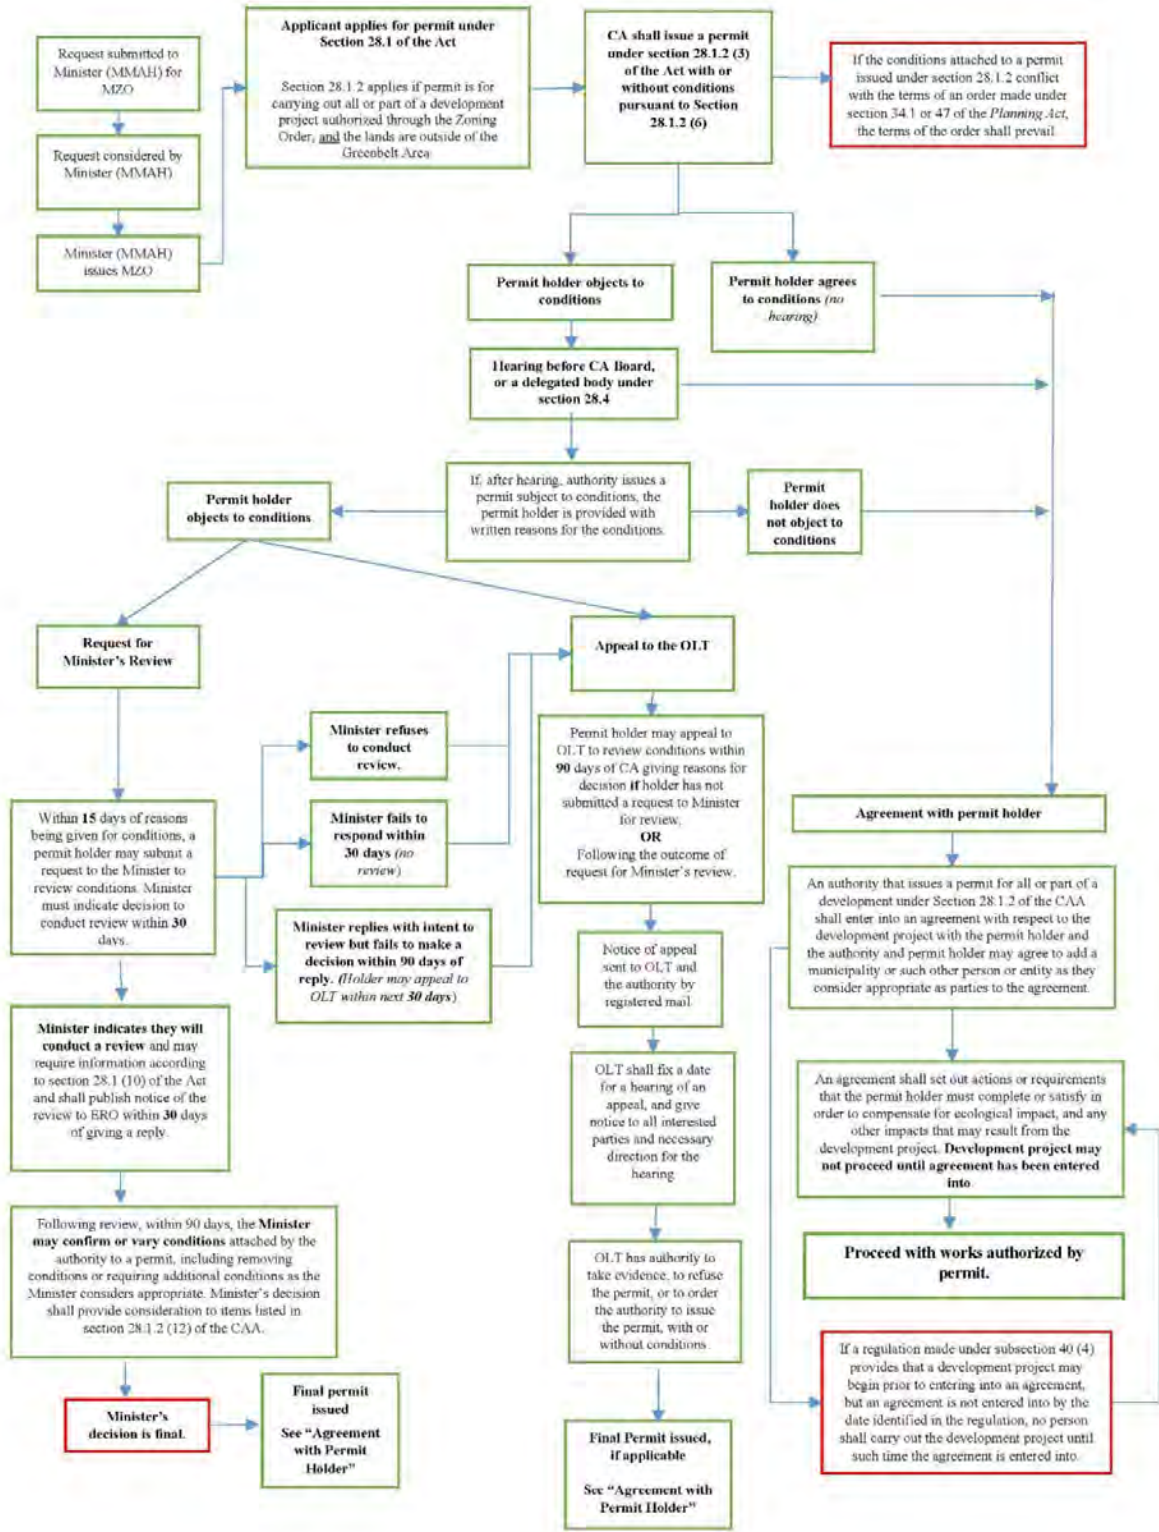 Request submitted to
Minister (MMAH) for
MZO
Request considered by
Minister (MMAH)
Minister (MMAH)
issues MZO
Applicant applies for permit under
Section 28.1 of the Act
Section 28.1.2 applies if permit is for
carrying out all or part of a development
project authorized through the Zoning
Order, and the lands are outside of the
Greenbelt Area
CA shall issue a permit
under section 28.1.2 (3)
of the Act with or
without conditions
pursuant to Section
28.1.2 (6)
If the conditions attached to a permit
issued under section 28.1.2 conflict
with the terms of an order made under
section 34.1 or 47 of the Planning Act,
the terms of the order shall prevail.
Permit holder objects to
conditions
Permit holder agrees
to conditions (no
hearing)
Hearing before CA Board,
or a delegated body under
section 28.4
If, after hearing, authority issues a
permit subject to conditions, the
permit holder is provided with
written reasons for the conditions.
Permit holder
objects to conditions
Permit
holder does
not object to
conditions
Request for
Minister's Review
Appeal to the OLT
Minister refuses
to conduct
review.
Minister fails to
respond within
30 days (no
review)
Minister replies with intent to
review but fails to make a
decision within 90 days of
reply. (Holder may appeal to
OLT within next 30 days)
Within 15 days of reasons
being given for conditions, a
permit holder may submit a
request to the Minister to
review conditions. Minister
must indicate decision to
conduct review within 30
days.
Minister indicates they will
conduct a review and may
require information according
to section 28.1 (10) of the Act
and shall publish notice of the
review to ERO within 30 days
of giving a reply.
Following review, within 90 days, the Minister
may confirm or vary conditions attached by the
authority to a permit, including removing
conditions or requiring additional conditions as the
Minister considers appropriate. Minister's decision
shall provide consideration to items listed in
section 28.1.2 (12) of the CAA.
Minister's
decision is final.
Final permit
issued
See "Agreement
with Permit
Holder"
Permit holder may appeal to
OLT to review conditions within
90 days of CA giving reasons for
decision if holder has not
submitted a request to Minister
for review.
OR
Following the outcome of
request for Minister's review.
Notice of appeal
sent to OLT and
the authority by
registered mail
OLT shall fix a date
for a hearing of an
appeal, and give
notice to all interested
parties and necessary
direction for the
hearing
OLT has authority to
take evidence, to refuse
the permit, or to order
the authority to issue
the permit, with or
without conditions.
Final Permit issued,
if applicable
See "Agreement with
Permit Holder"
Agreement with permit holder
An authority that issues a permit for all or part of a
development under Section 28.1.2 of the CAA
shall enter into an agreement with respect to the
development project with the permit holder and
the authority and permit holder may agree to add a
municipality or such other person or entity as they
consider appropriate as parties to the agreement.
An agreement shall set out actions or requirements
that the permit holder must complete or satisfy in
order to compensate for ecological impact, and any
other impacts that may result from the
development project. Development project may
not proceed until agreement has been entered
into
Proceed with works authorized by
permit.
If a regulation made under subsection 40 (4)
provides that a development project may
begin prior to entering into an agreement,
but an agreement is not entered into by the
date identified in the regulation, no person
shall carry out the development project until
such time the agreement is entered into.